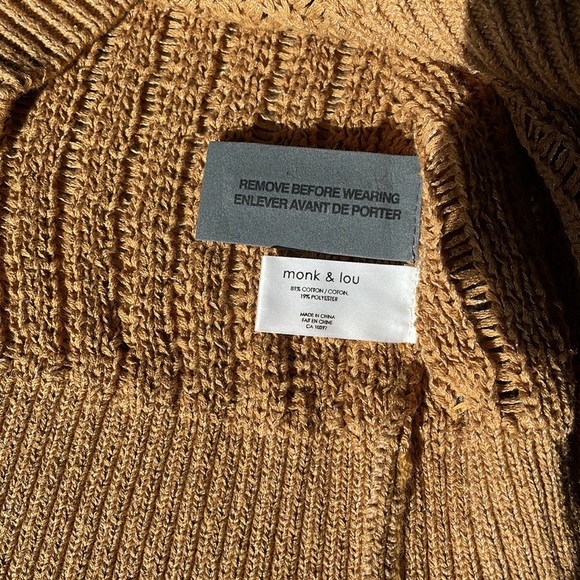 REMOVE BEFORE WEARING
ENLEVER AVANT DE PORTER
monk & lou
81% COTTON / COTON,
19% POLYESTER
MADE IN CHINA
FAIT EN CHINE
CA 10397